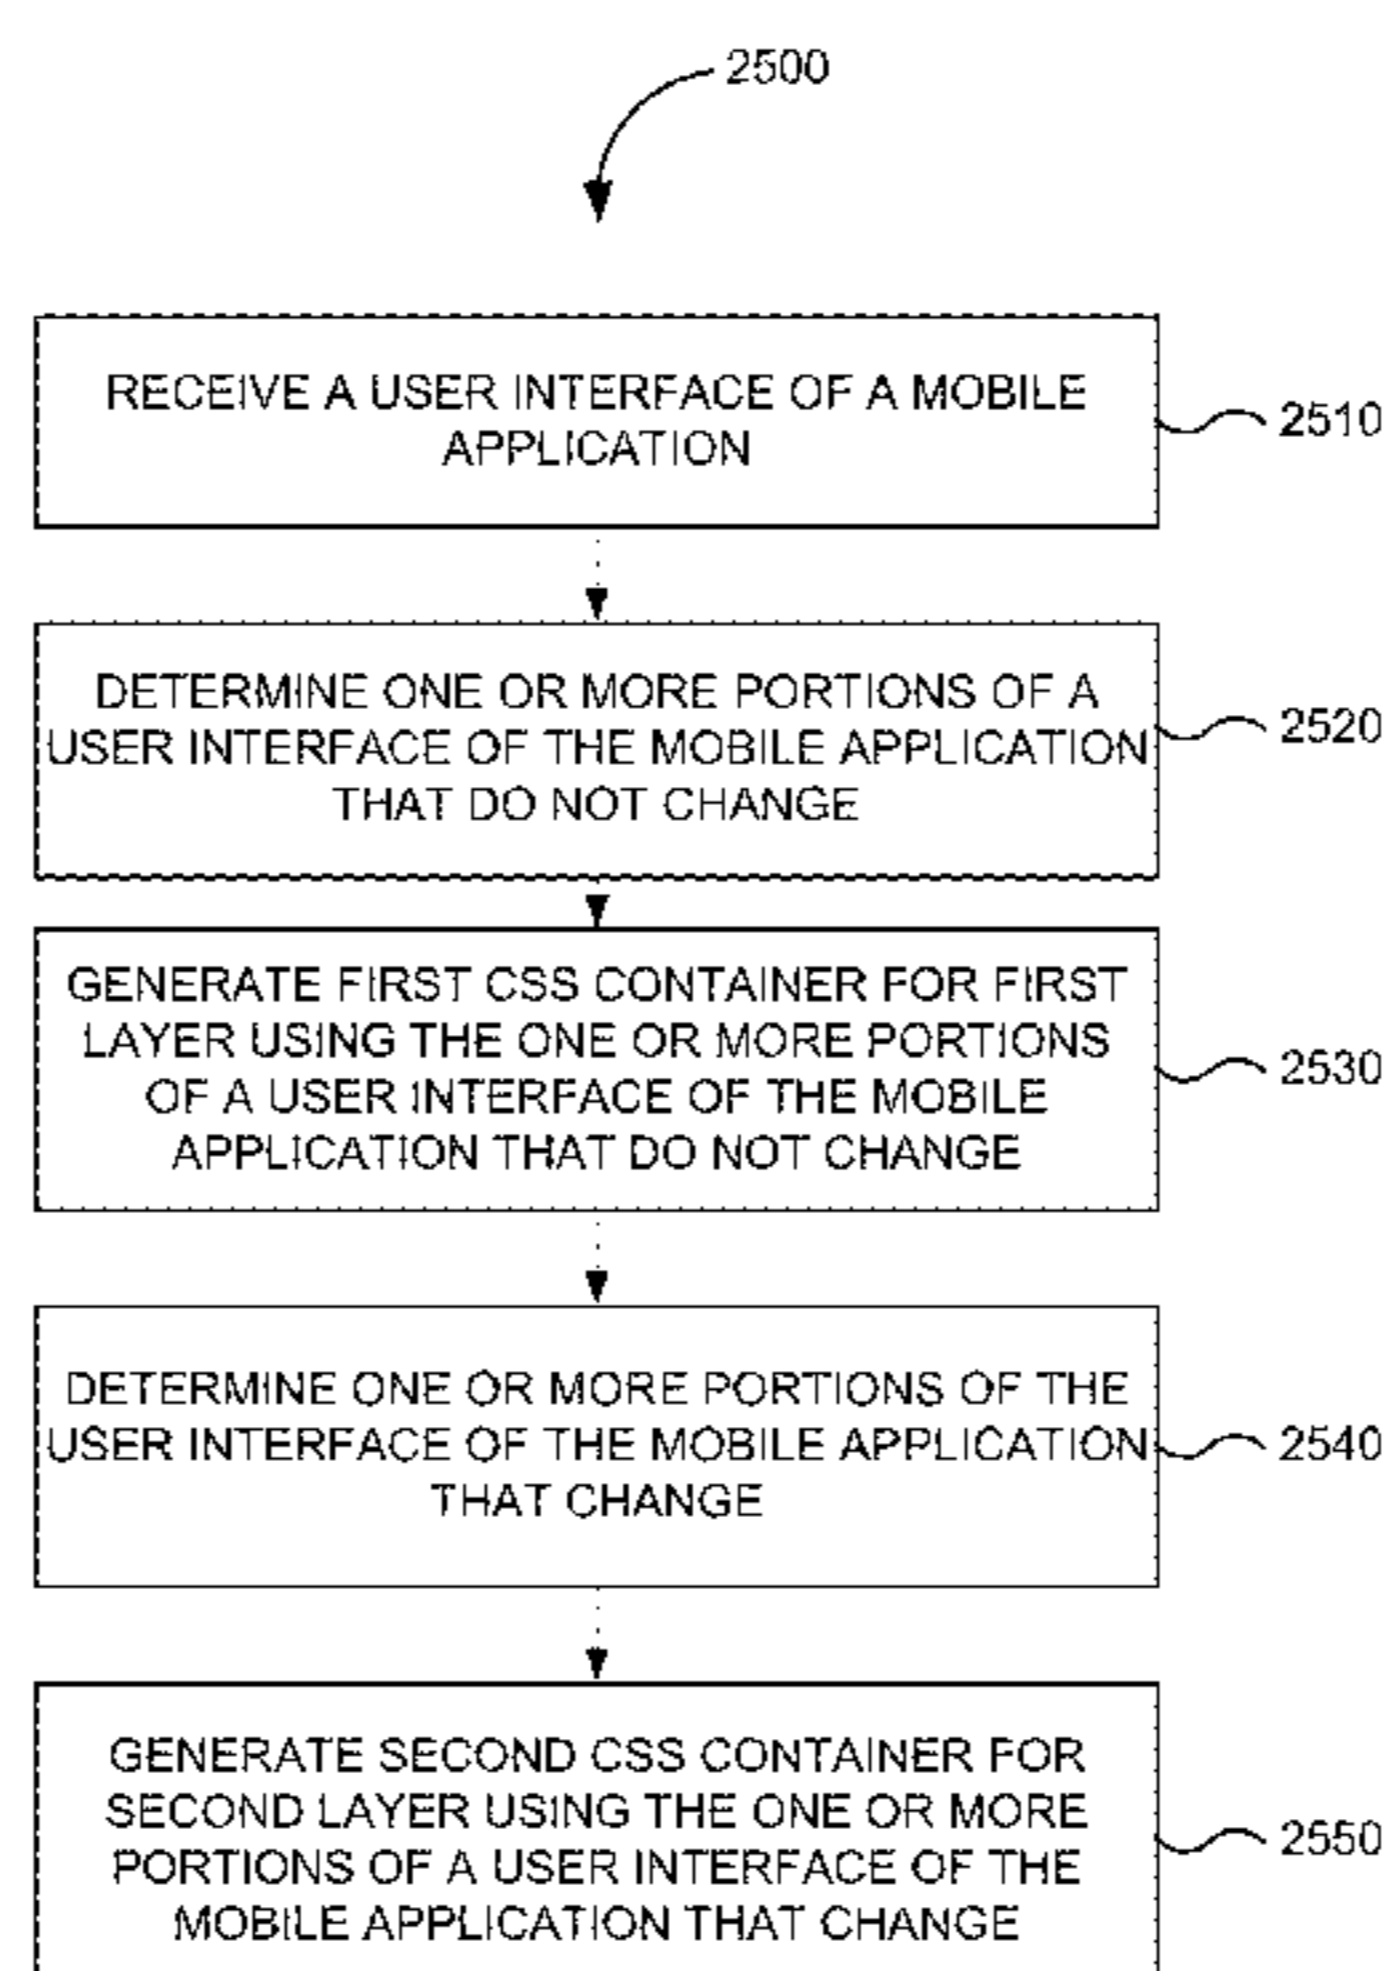 2500
RECEIVE A USER INTERFACE OF A MOBILE
APPLICATION
2510
DETERMINE ONE OR MORE PORTIONS OF A
USER INTERFACE OF THE MOBILE APPLICATION
THAT DO NOT CHANGE
2520
GENERATE FIRST CSS CONTAINER FOR FIRST
LAYER USING THE ONE OR MORE PORTIONS
OF A USER INTERFACE OF THE MOBILE
APPLICATION THAT DO NOT CHANGE
2530
DETERMINE ONE OR MORE PORTIONS OF THE
USER INTERFACE OF THE MOBILE APPLICATION
THAT CHANGE
2540
GENERATE SECOND CSS CONTAINER FOR
SECOND LAYER USING THE ONE OR MORE
PORTIONS OF A USER INTERFACE OF THE
MOBILE APPLICATION THAT CHANGE
2550